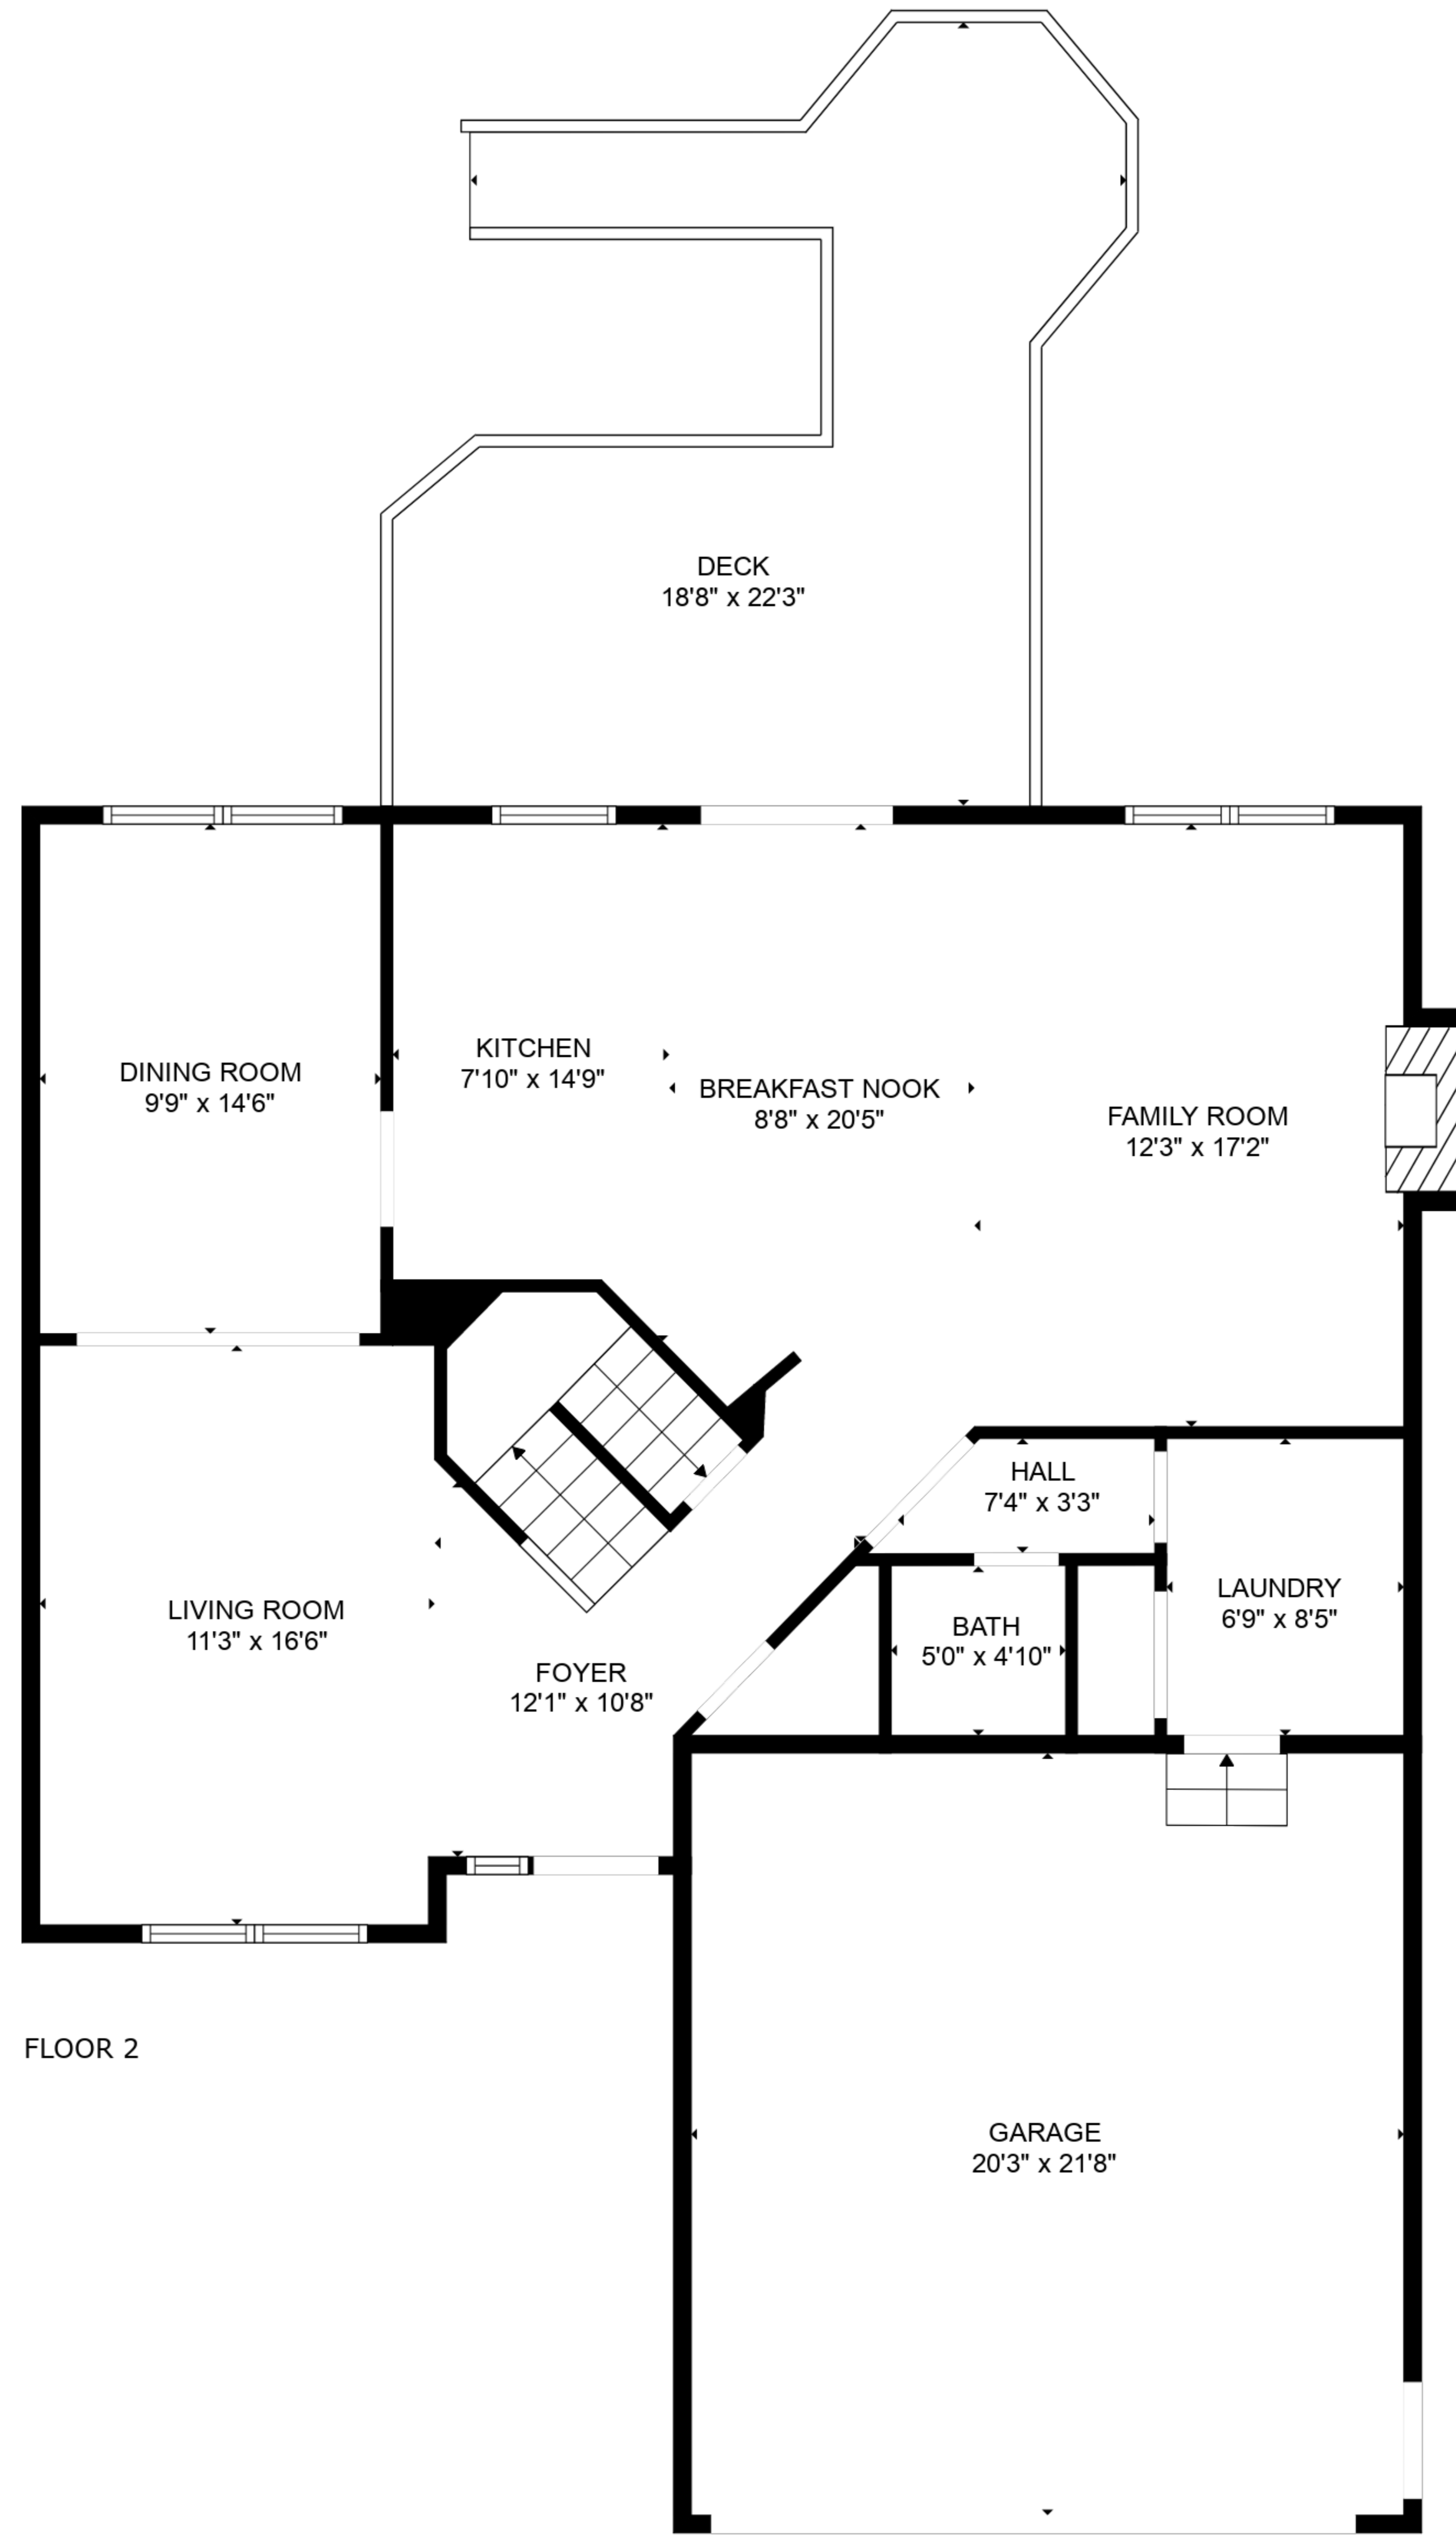 DECK
18'8" x 22'3"
KITCHEN
7'10" x 14'9"
DINING ROOM
9'9" x 14'6"
BREAKFAST NOOK
8'8" x 20'5"
FAMILY ROOM
12'3" x 17'2"
HALL
7'4" x 3'3"
LAUNDRY
6'9" x 8'5"
LIVING ROOM
11'3" x 16'6"
BATH
5'0" x 4'10"
FOYER
12'1" x 10'8"
FLOOR 2
GARAGE
20'3" x 21'8"